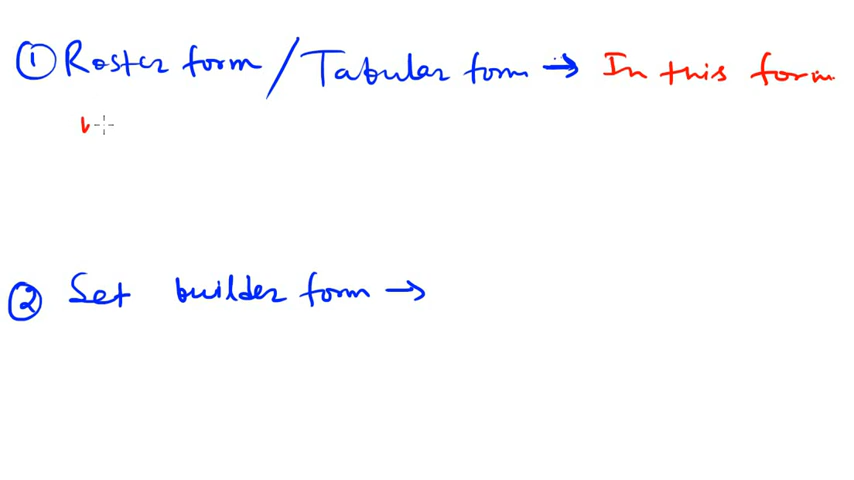 ① Roster form / Tabular form → In this form
② Set builder form →